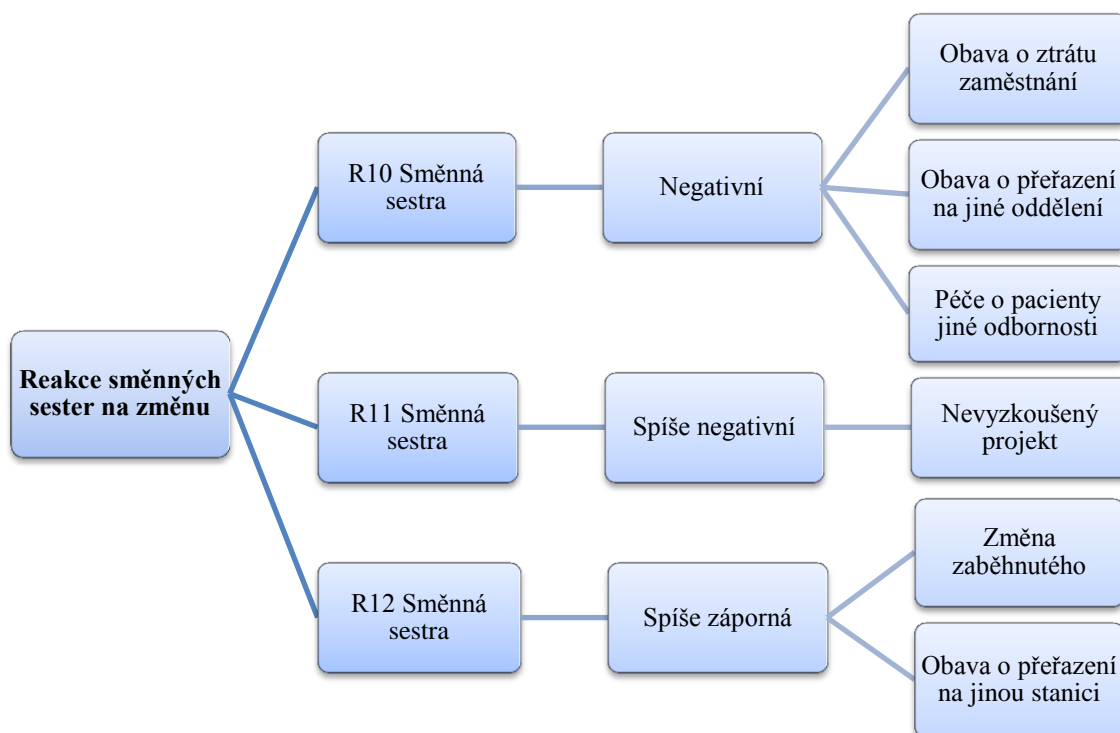 Reakce směnných
sester na změnu
R10 Směnná
sestra
Negativní
Obava o ztrátu
zaměstnání
Obava o přeřazení
na jiné oddělení
Péče o pacienty
jiné odbornosti
R11 Směnná
sestra
Spíše negativní
Nevyzkoušený
projekt
R12 Směnná
sestra
Spíše záporná
Změna
zaběhnutého
Obava o přeřazení
na jinou stanici